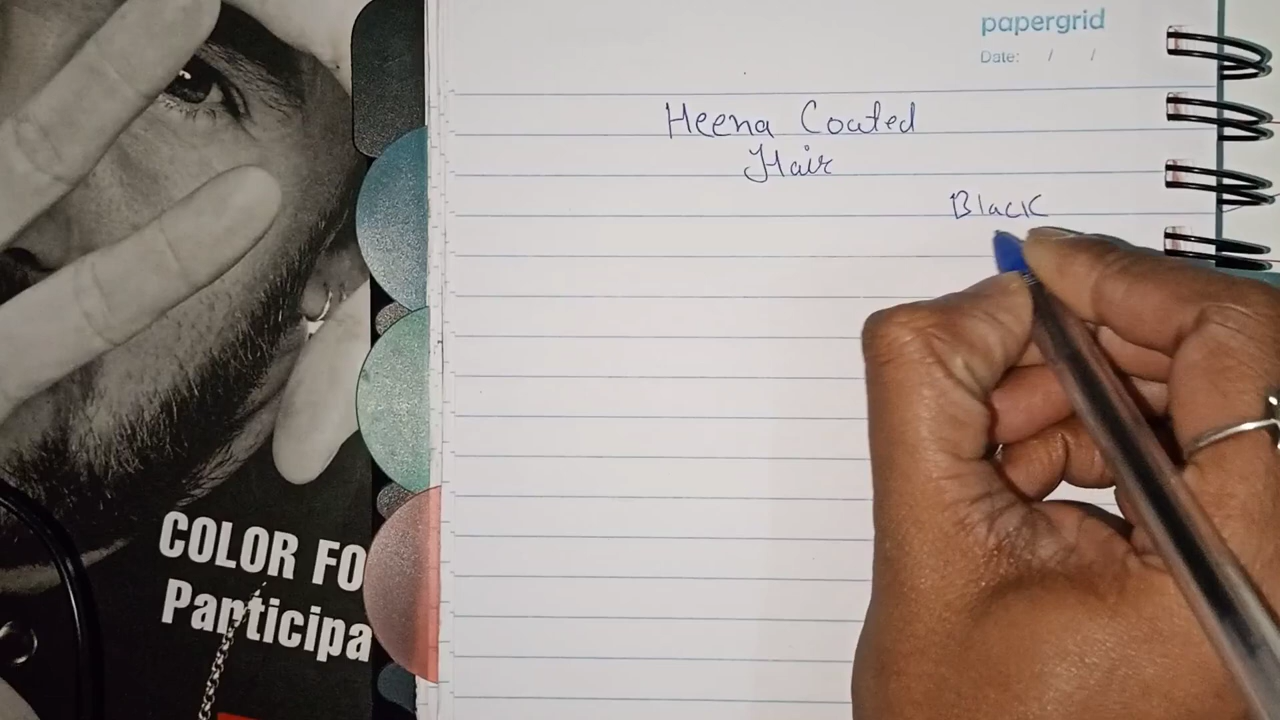 papergrid
Date: / /
Heena Coated
Hair
Black
COLOR FO
Participa